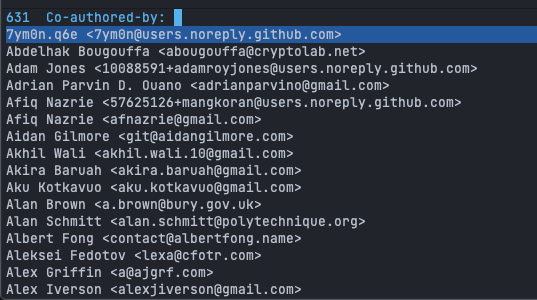 631 Co-authored-by:
7ym0n.q6e <7ym0n@users.noreply.github.com>
Abdelhak Bougouffa <abougouffa@cryptolab.net>
Adam Jones <10088591+adamroyjones@users.noreply.github.com>
Adrian Parvin D. Ouano <adrianparvino@gmail.com>
Afiq Nazrie <57625126+mangkoran@users.noreply.github.com>
Afiq Nazrie <afnazrie@gmail.com>
Aidan Gilmore <git@aidangilmore.com>
Akhil Wali <akhil.wali.10@gmail.com>
Akira Baruah <akira.baruah@gmail.com>
Aku Kotkavuo <aku.kotkavuo@gmail.com>
Alan Brown <a.brown@bury.gov.uk>
Alan Schmitt <alan.schmitt@polytechnique.org>
Albert Fong <contact@albertfong.name>
Aleksei Fedotov <lexa@cfotr.com>
Alex Griffin <a@ajgrf.com>
Alex Iverson <alexjiverson@gmail.com>